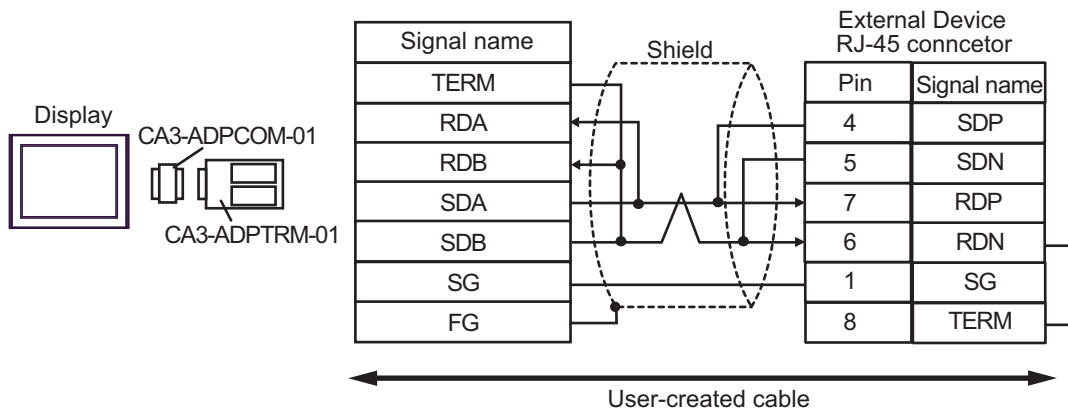 Display
CA3-ADPCOM-01
CA3-ADPTRM-01
Signal name
TERM
RDA
RDB
SDA
SDB
SG
FG
Shield
External Device
RJ-45 conncetor
Pin Signal name
4 SDP
5 SDN
7 RDP
6 RDN
1 SG
8 TERM
User-created cable